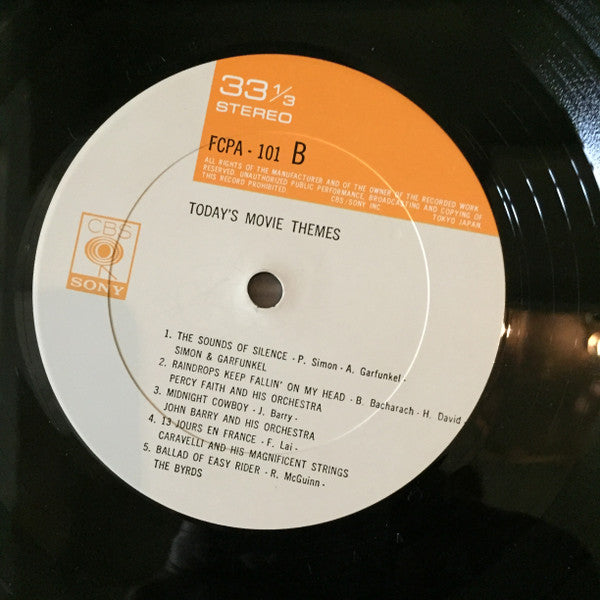 33 1/3
STEREO
FCPA - 101 B
ALL RIGHTS OF THE MANUFACTURER AND OF THE OWNER OF THE RECORDED WORK
RESERVED. UNAUTHORIZED PUBLIC PERFORMANCE, BROADCASTING AND COPYING OF
THIS RECORD PROHIBITED. CBS/SONY INC. TOKYO JAPAN
TODAY'S MOVIE THEMES
CBS
SONY
1. THE SOUNDS OF SILENCE - P. Simon - A. Garfunkel -
SIMON & GARFUNKEL
2. RAINDROPS KEEP FALLIN' ON MY HEAD - B. Bacharach - H. David
PERCY FAITH AND HIS ORCHESTRA
3. MIDNIGHT COWBOY - J. Barry -
JOHN BARRY AND HIS ORCHESTRA
4. 13 JOURS EN FRANCE - F. Lai -
CARAVELLI AND HIS MAGNIFICENT STRINGS
5. BALLAD OF EASY RIDER - R. McGuinn -
THE BYRDS